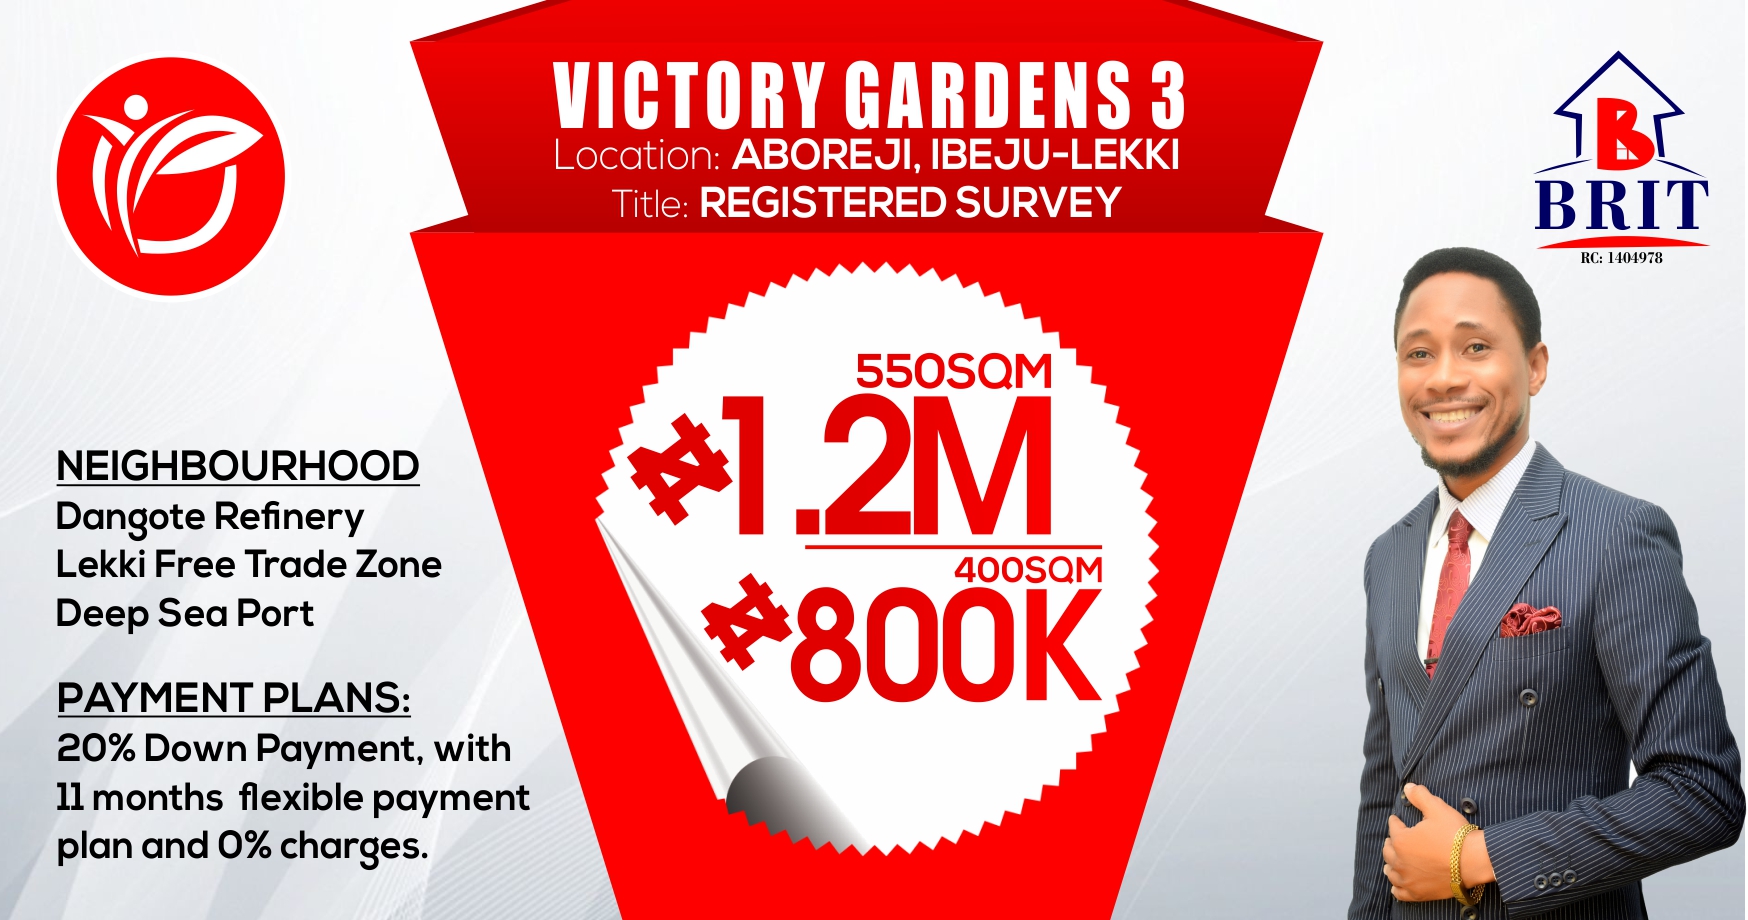 VICTORY GARDENS 3
Location: ABOREJI, IBEJU-LEKKI
Title: REGISTERED SURVEY
B
BRIT
RC: 1404978
550SQM
₦1.2M
400SQM
₦800K
NEIGHBOURHOOD
Dangote Refinery
Lekki Free Trade Zone
Deep Sea Port
PAYMENT PLANS:
20% Down Payment, with
11 months flexible payment
plan and 0% charges.